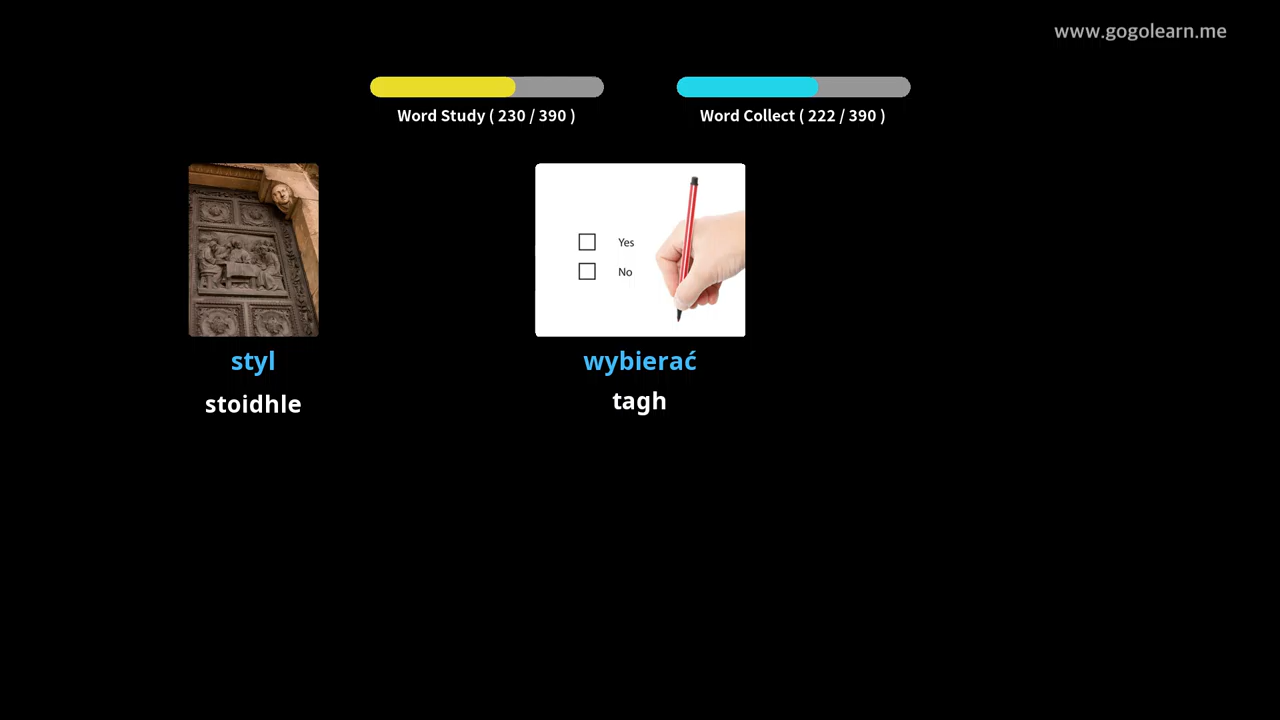 www.gogolearn.me
Word Study ( 230 / 390 )
Word Collect ( 222 / 390 )
Yes
No
styl
wybierać
stoidhle
tagh